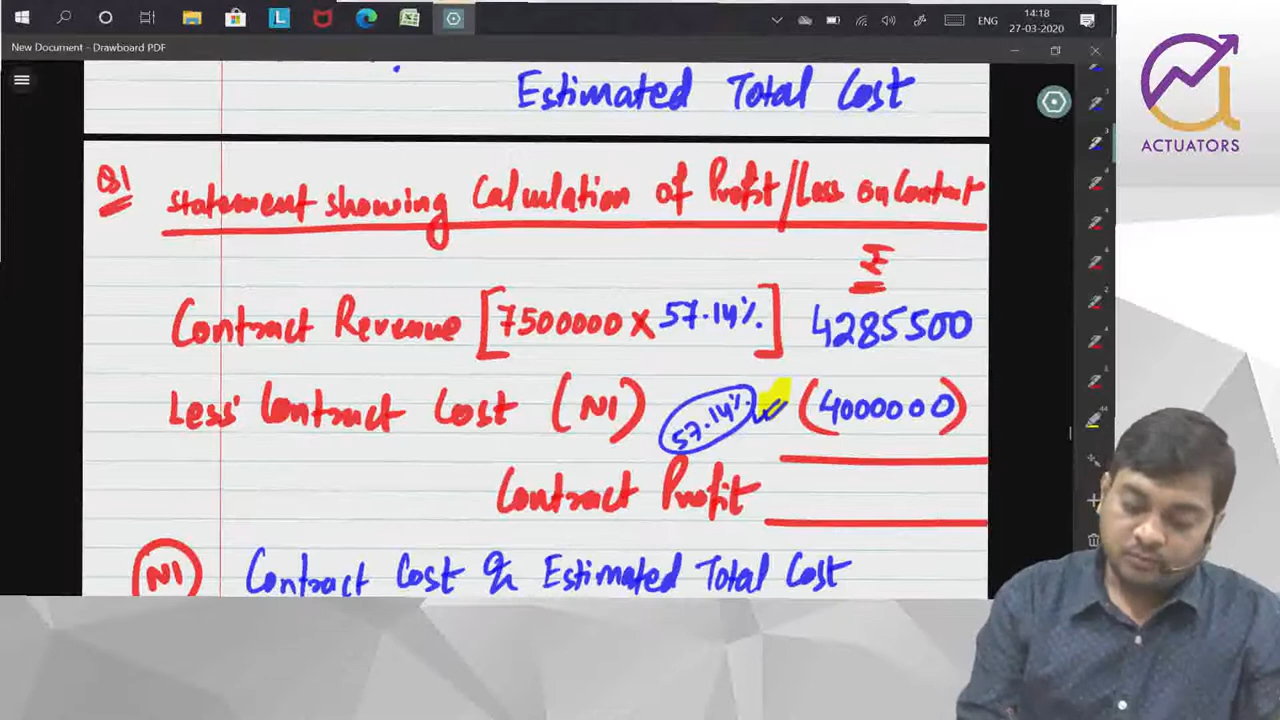 14:18
ENG
27-03-2020
New Document - Drawboard PDF
ACTUATORS
Estimated Total Cost
Q1 statement showing Calculation of Profit/Loss on Contract
₹
Contract Revenue [7500000 x 57.14%] 4285500
Less Contract Cost (N1) 57.14% (4000000)
Contract Profit
N1 Contract Cost & Estimated Total Cost